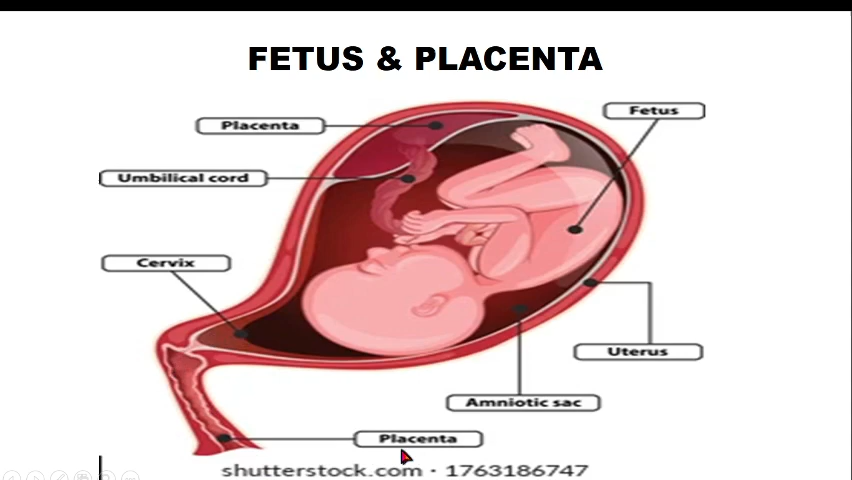 FETUS & PLACENTA
Fetus
Placenta
Umbilical cord
Cervix
Uterus
Amniotic sac
Placenta
shutterstock.com · 1763186747